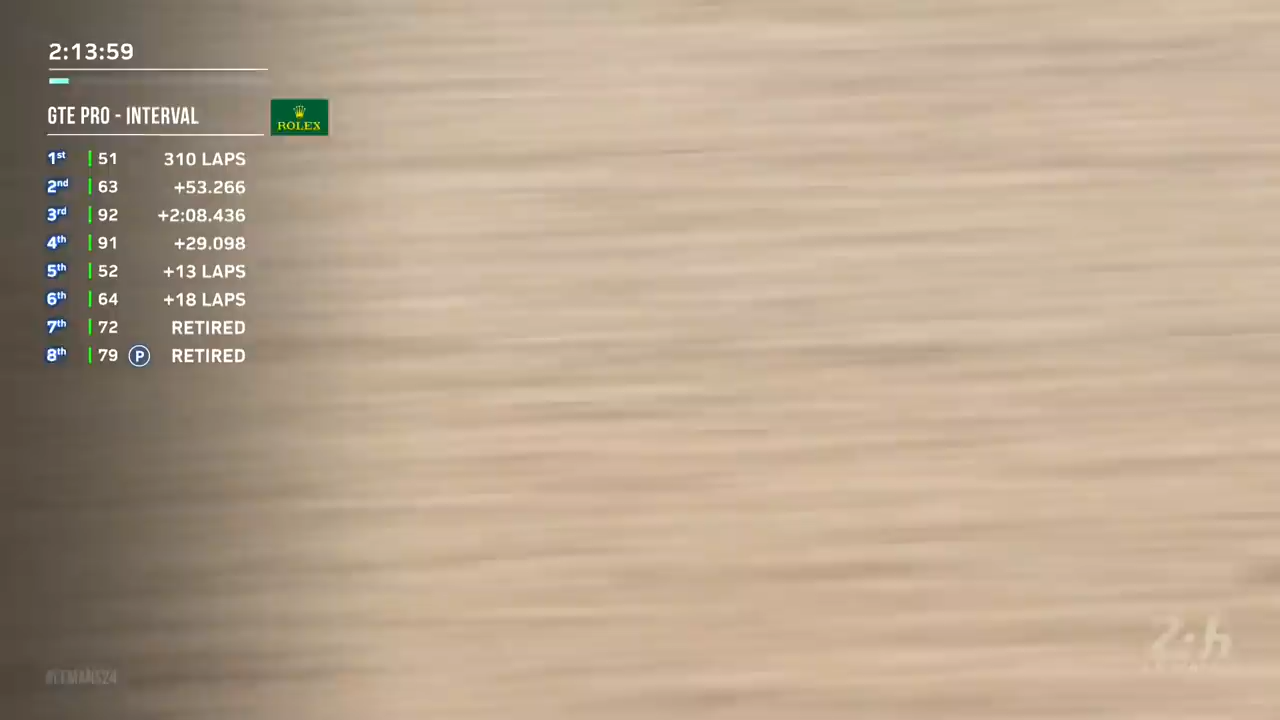 2:13:59
GTE PRO - INTERVAL
ROLEX
1st 51 310 LAPS
2nd 63 +53.266
3rd 92 +2:08.436
4th 91 +29.098
5th 52 +13 LAPS
6th 64 +18 LAPS
7th 72 RETIRED
8th 79 P RETIRED
24h
#LEMANS24